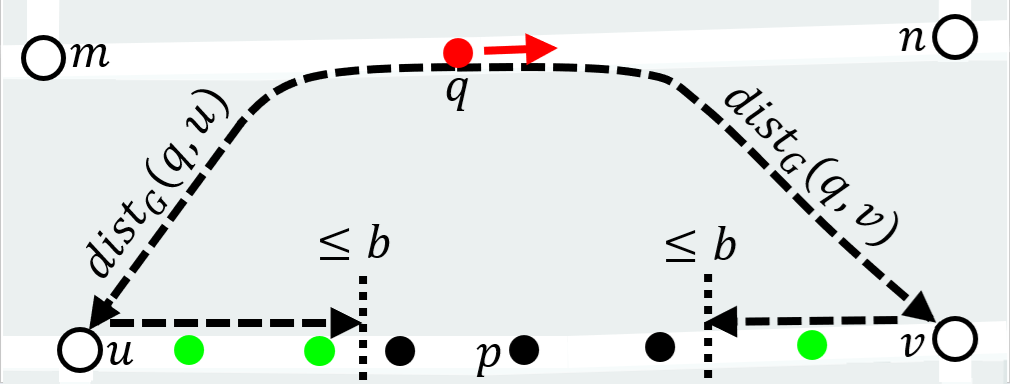 m
n
q
dist_G(q, u)
dist_G(q, v)
≤ b
≤ b
u
p
v